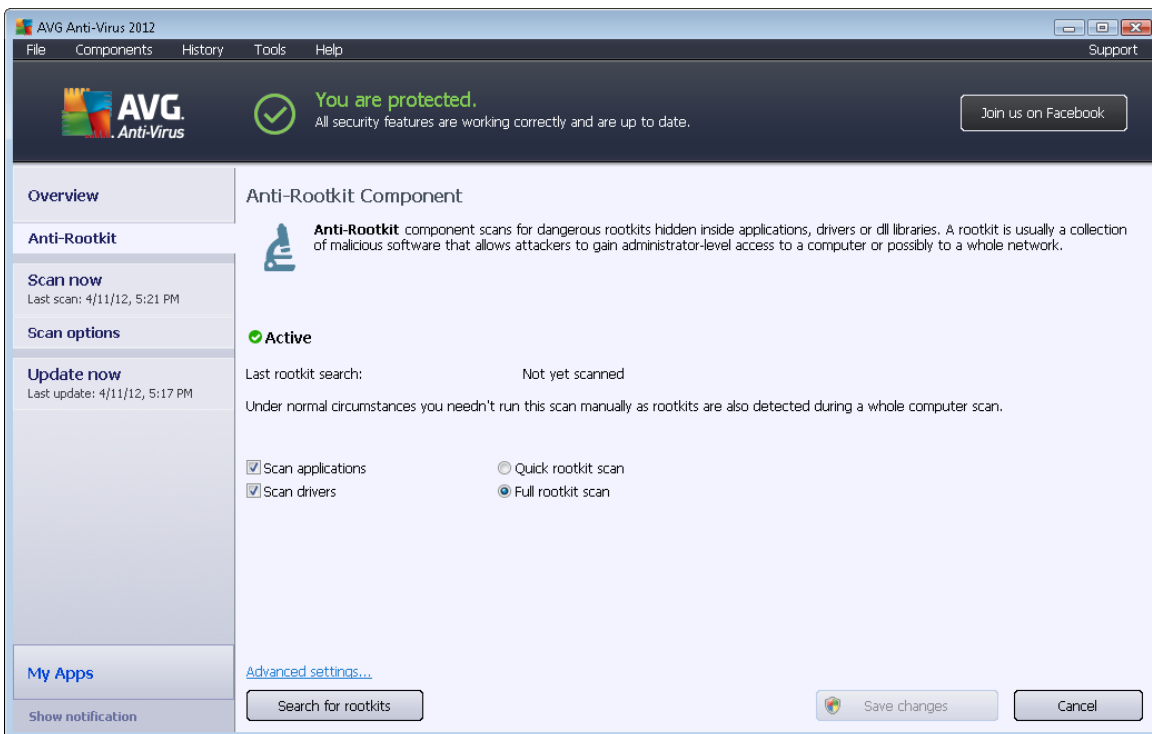 AVG Anti-Virus 2012
File Components History Tools Help Support
AVG.
Anti-Virus
You are protected.
All security features are working correctly and are up to date.
Join us on Facebook
Overview
Anti-Rootkit
Scan now
Last scan: 4/11/12, 5:21 PM
Scan options
Update now
Last update: 4/11/12, 5:17 PM
My Apps
Show notification
Anti-Rootkit Component
Anti-Rootkit component scans for dangerous rootkits hidden inside applications, drivers or dll libraries. A rootkit is usually a collection
of malicious software that allows attackers to gain administrator-level access to a computer or possibly to a whole network.
Active
Last rootkit search: Not yet scanned
Under normal circumstances you needn't run this scan manually as rootkits are also detected during a whole computer scan.
Scan applications Quick rootkit scan
Scan drivers Full rootkit scan
Advanced settings...
Search for rootkits Save changes Cancel